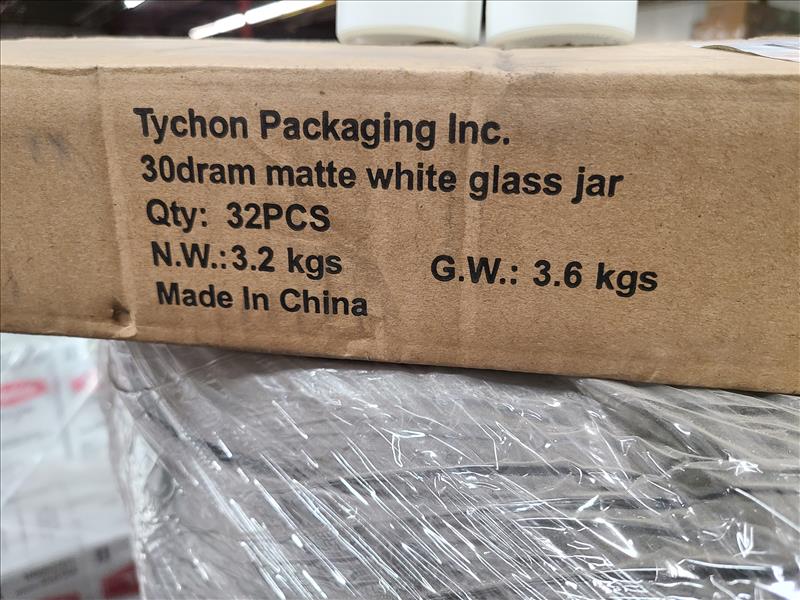 Tychon Packaging Inc.
30dram matte white glass jar
Qty: 32PCS
N.W.:3.2 kgs G.W.: 3.6 kgs
Made In China